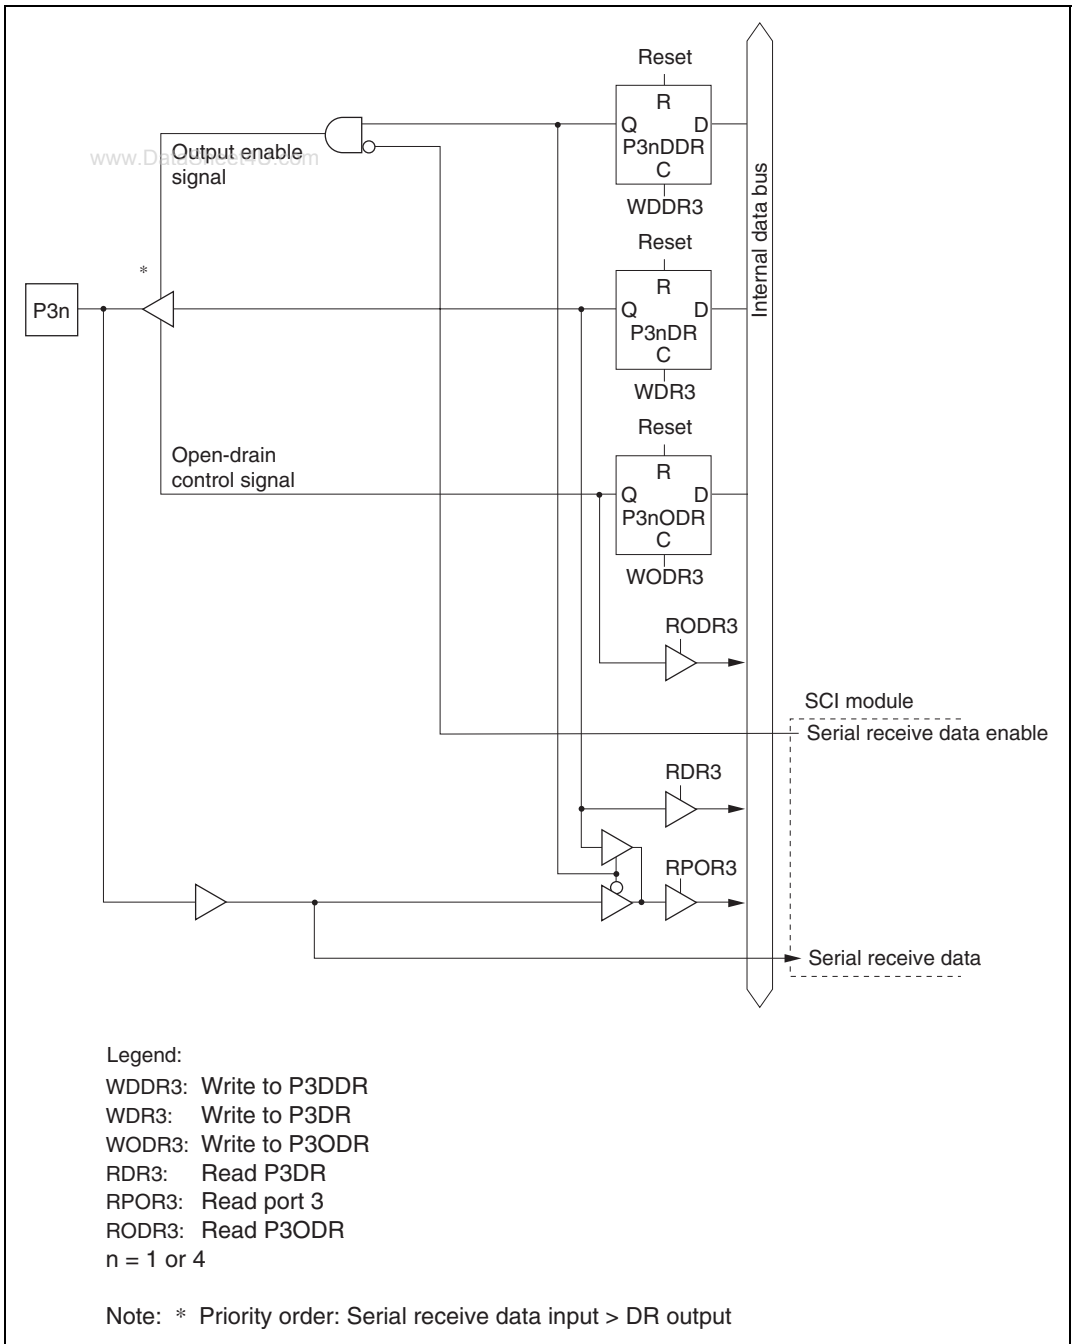 Reset
R
Q D
P3nDDR
C
WDDR3
www.DataSheet4U.com
Output enable
signal
Internal data bus
Reset
R
*
P3n
Q D
P3nDR
C
WDR3
Reset
Open-drain
control signal
R
Q D
P3nODR
C
WODR3
RODR3
SCI module
Serial receive data enable
RDR3
RPOR3
Serial receive data
Legend:
WDDR3: Write to P3DDR
WDR3: Write to P3DR
WODR3: Write to P3ODR
RDR3: Read P3DR
RPOR3: Read port 3
RODR3: Read P3ODR
n = 1 or 4
Note: * Priority order: Serial receive data input > DR output